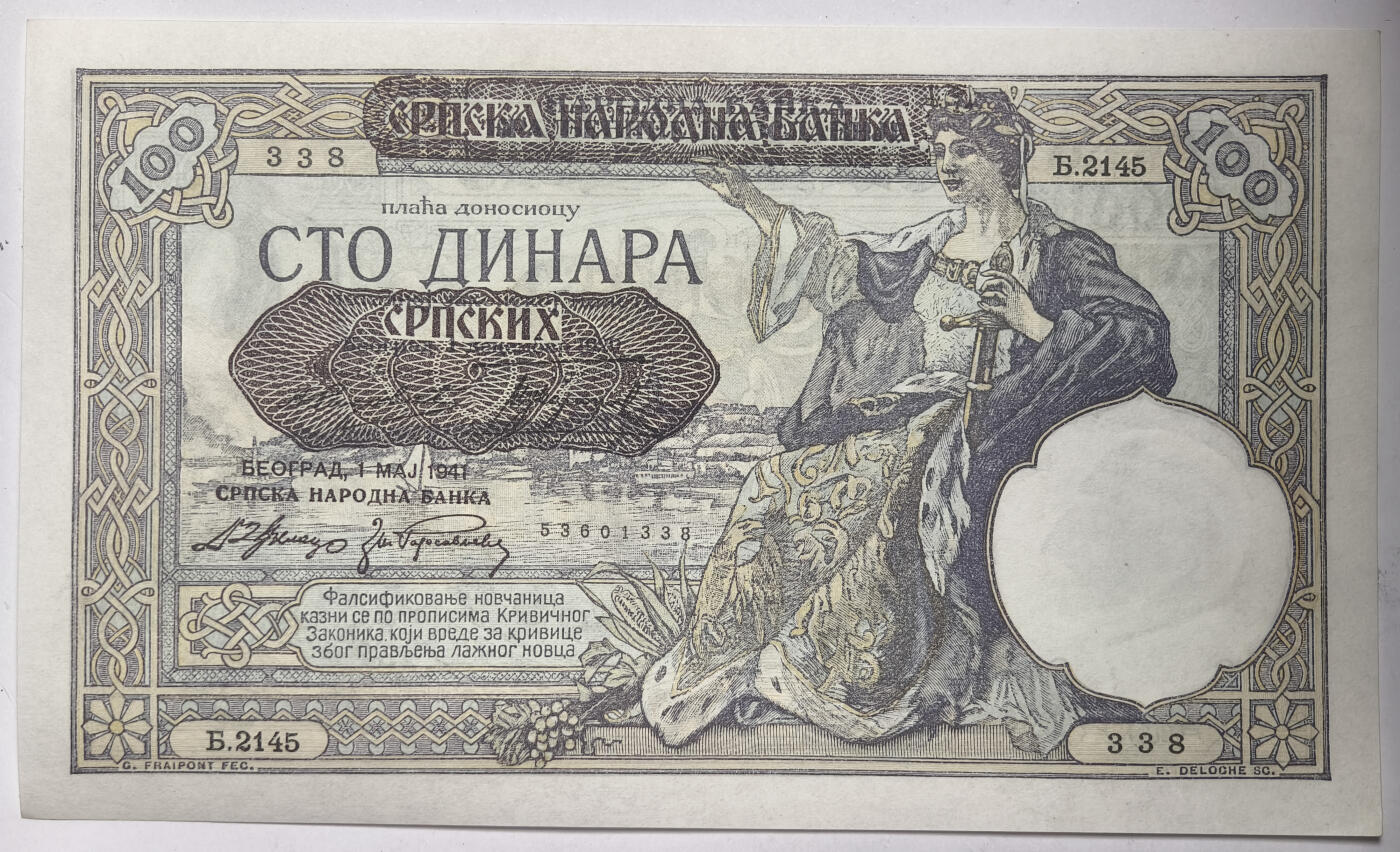 СРПСКА НАРОДНА БАНКА
100
338
Б.2145
100
плаћа доносиоцу
СТО ДИНАРА
СРПСКИХ
БЕОГРАД, 1 МАЈ 1941
СРПСКА НАРОДНА БАНКА
53601338
Фалсификовање новчаница
казни се по прописима Кривичног
Законика, који вреде за кривице
због прављења лажног новца
Б.2145
338
G. FRAIPONT FEC.
E. DELOCHE SC.